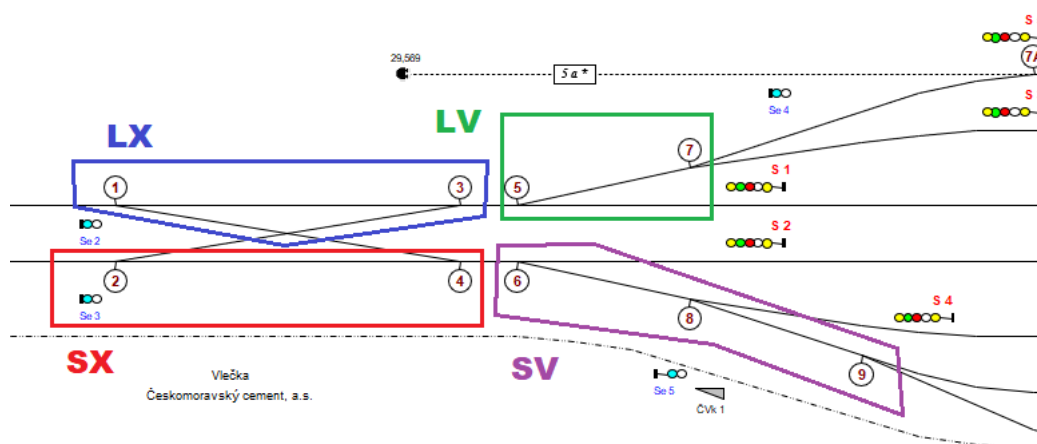 S
29,569
5 a *
7A
Se 4
S
LX
LV
7
1
3
5
S 1
Se 2
S 2
2
4
6
Se 3
8
S 4
SX
SV
9
Vlečka
Českomoravský cement, a.s.
Se 5
ČVk 1